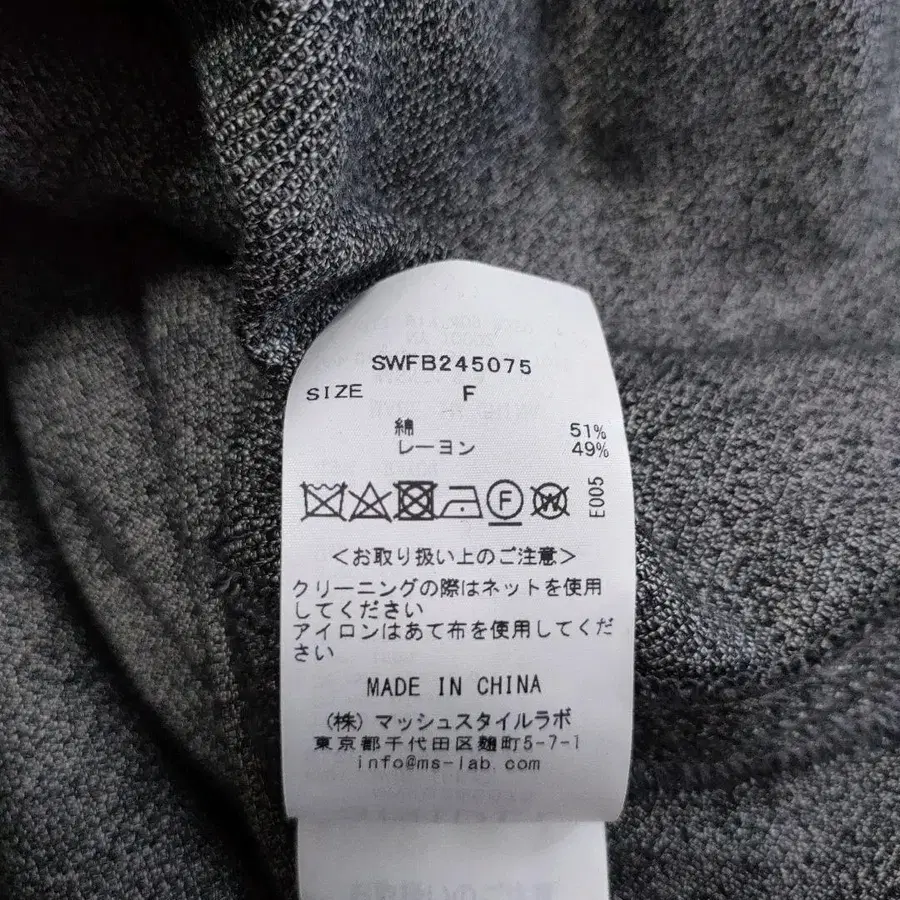 SWFB245075
SIZE F
綿 51%
レーヨン 49%
F W E005
＜お取り扱い上のご注意＞
クリーニングの際はネットを使用
してください
アイロンはあて布を使用してくだ
さい
MADE IN CHINA
（株）マッシュスタイルラボ
東京都千代田区麹町5-7-1
info@ms-lab.com